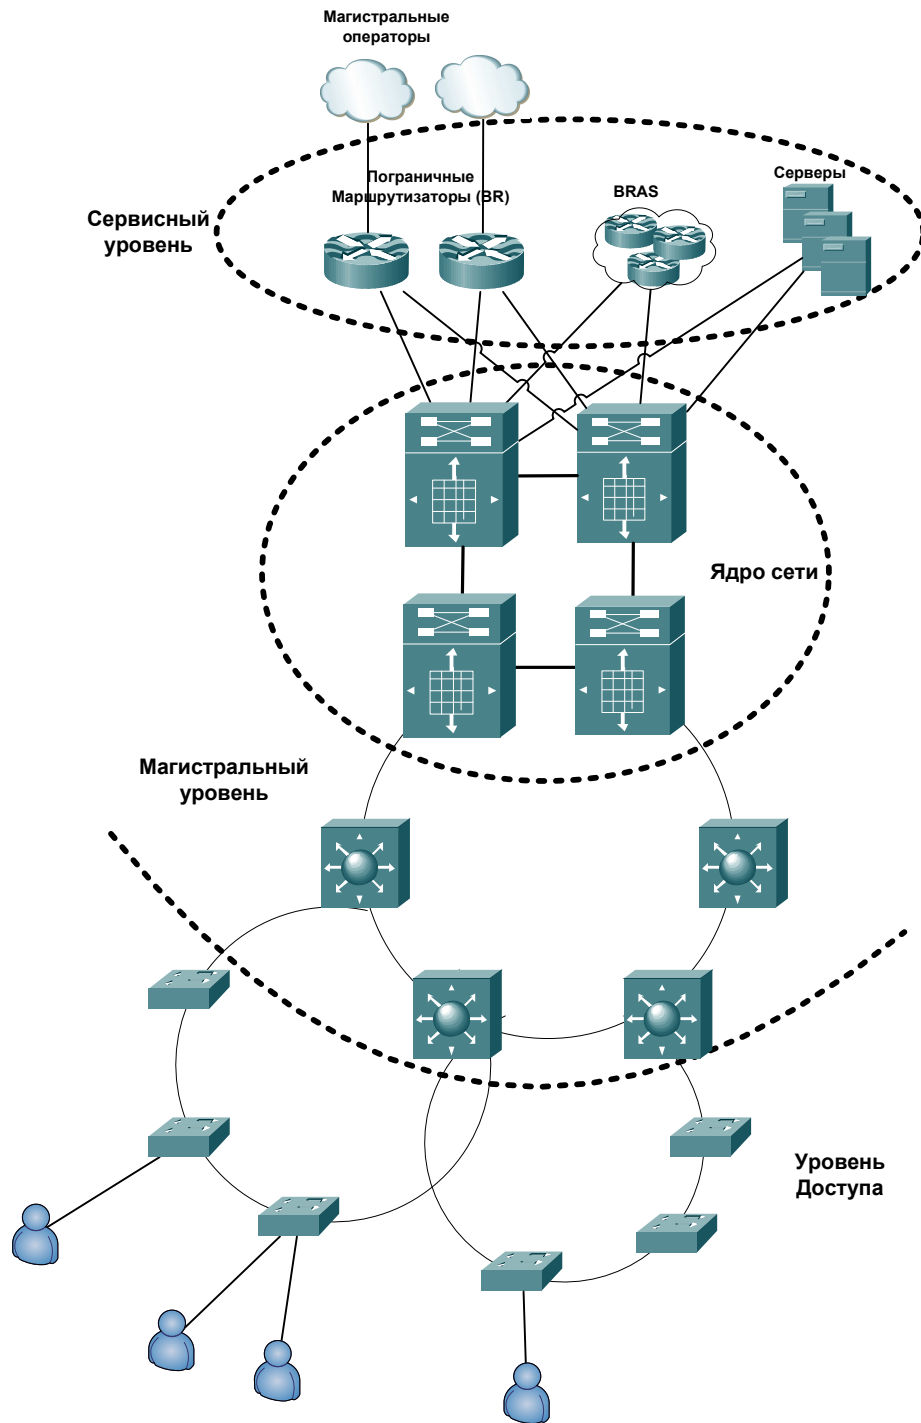 Магистральные
операторы
Пограничные
Маршрутизаторы (BR)
BRAS
Серверы
Сервисный
уровень
Ядро сети
Магистральный
уровень
Уровень
Доступа